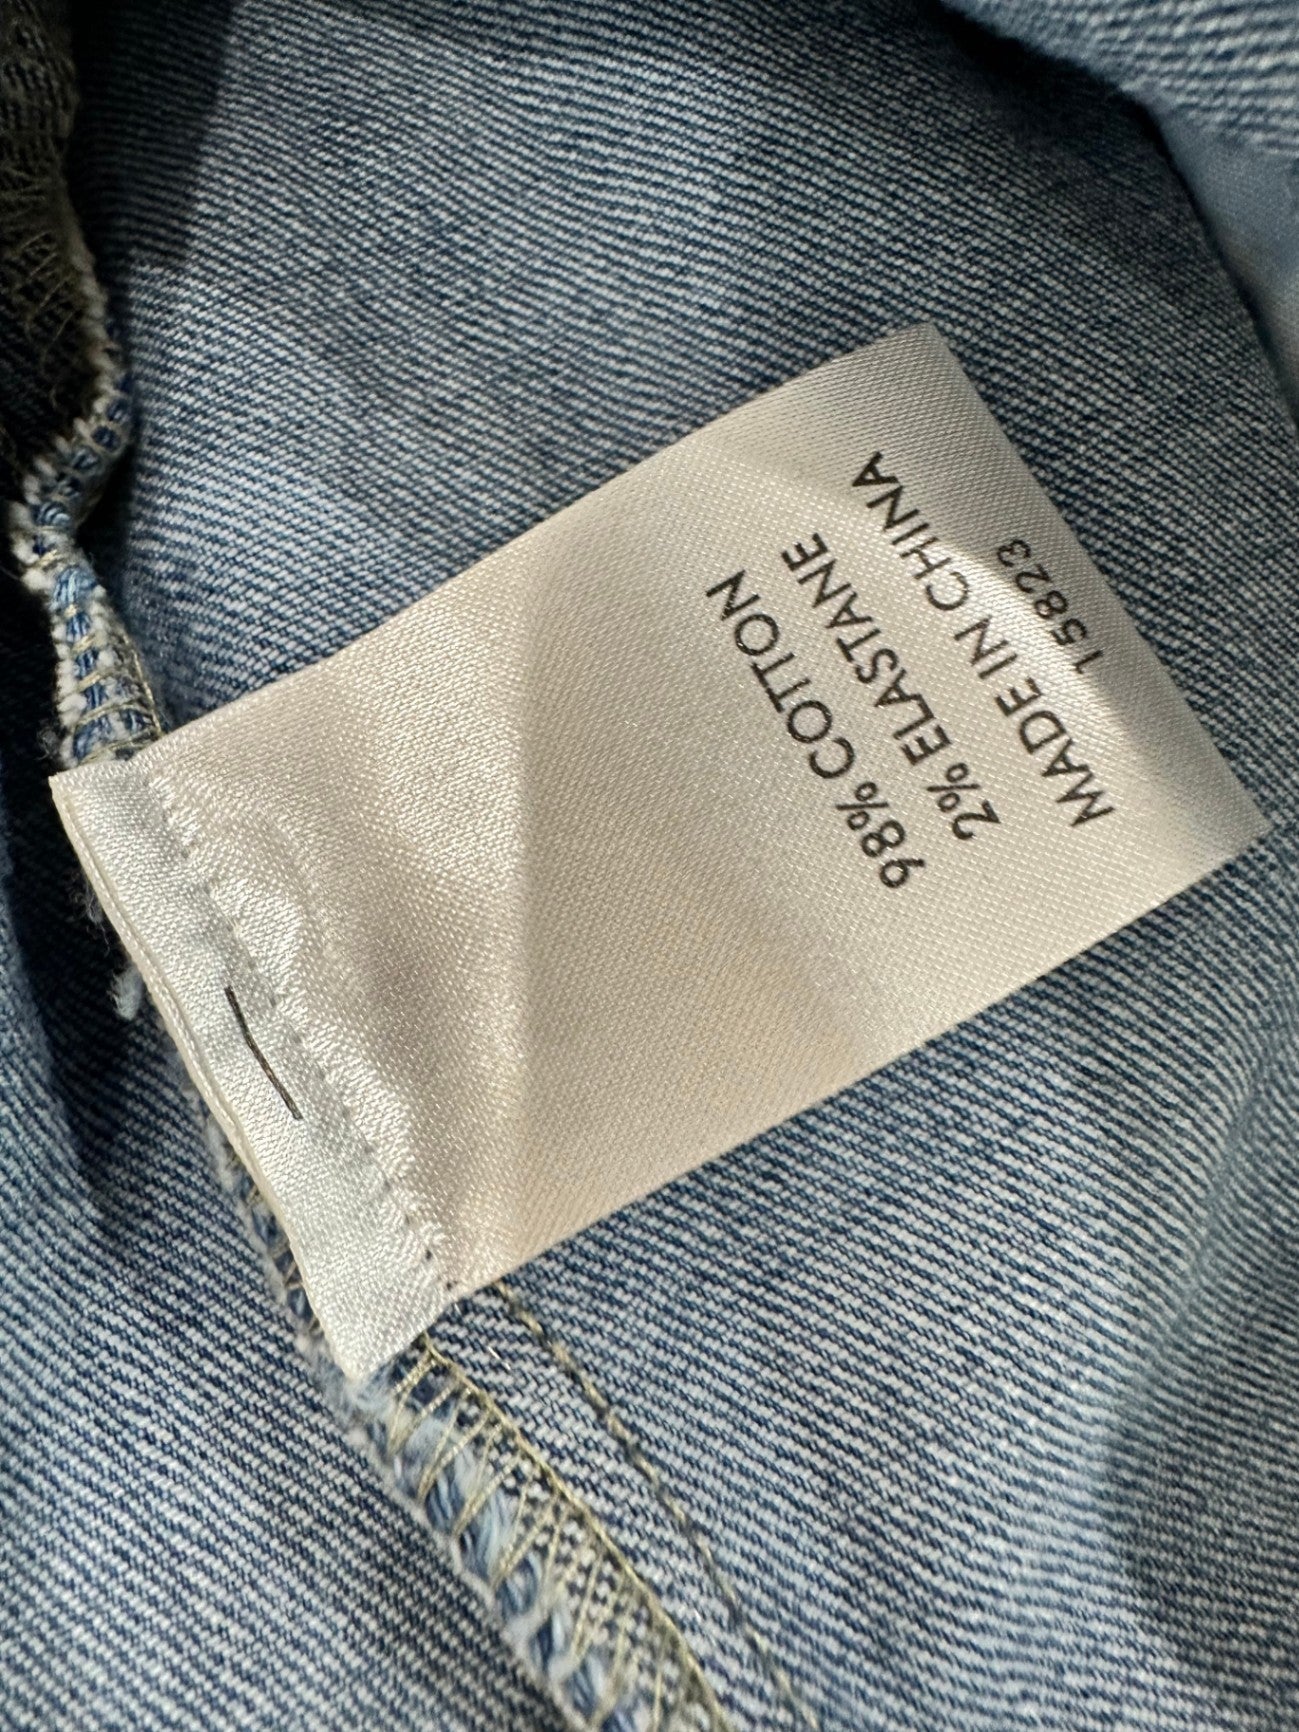 98% COTTON
2% ELASTANE
MADE IN CHINA
15823